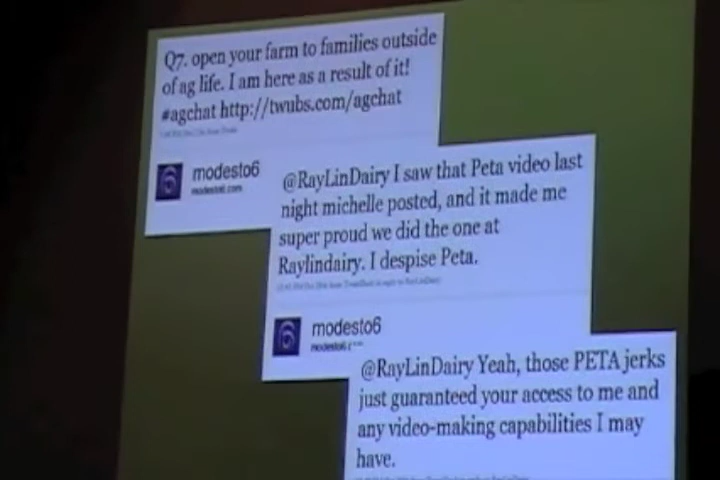 Q7. open your farm to families outside
of ag life. I am here as a result of it!
#agchat http://twubs.com/agchat
modesto6
modesto6.com
@RayLinDairy I saw that Peta video last
night michelle posted, and it made me
super proud we did the one at
Raylindairy. I despise Peta.
modesto6
@RayLinDairy Yeah, those PETA jerks
just guaranteed your access to me and
any video-making capabilities I may
have.